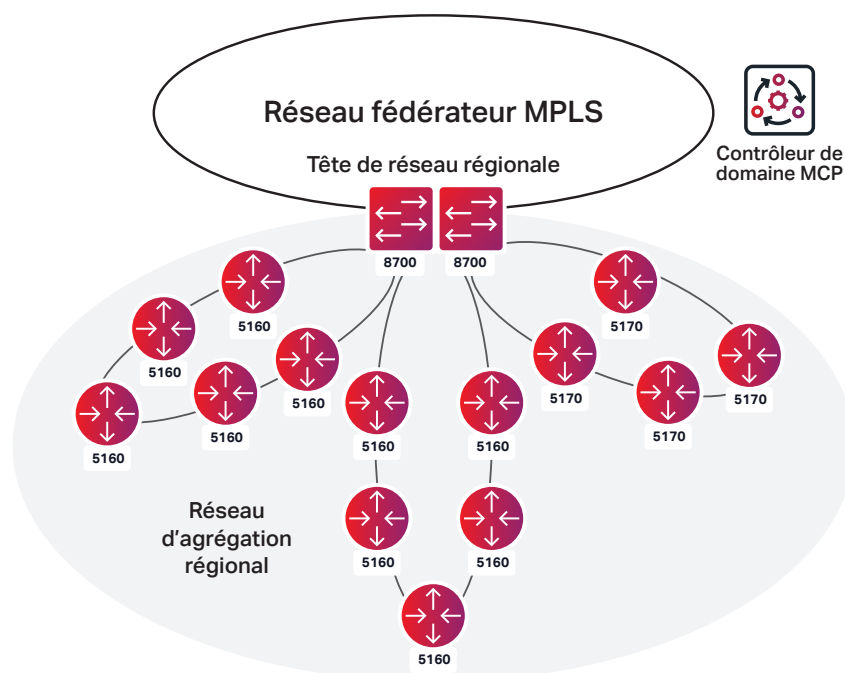 Réseau fédérateur MPLS
Tête de réseau régionale
Contrôleur de
domaine MCP
8700
8700
5160
5170
5160
5160
5170
5170
5160
5160
5170
5160
5160
5160
5160
Réseau
d'agrégation
régional
5160
5160